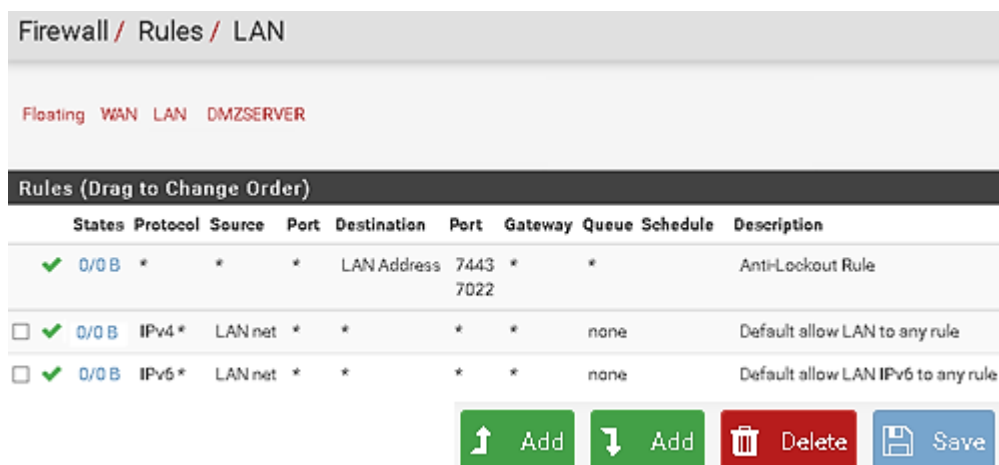 Firewall / Rules / LAN
Floating WAN LAN DMZSERVER
Rules (Drag to Change Order)
States Protocol Source Port Destination Port Gateway Queue Schedule Description
0/0 B * * * LAN Address 7443 * * Anti-Lockout Rule
7022
0/0 B IPv4 * LAN net * * * * none Default allow LAN to any rule
0/0 B IPv6 * LAN net * * * * none Default allow LAN IPv6 to any rule
Add Add Delete Save